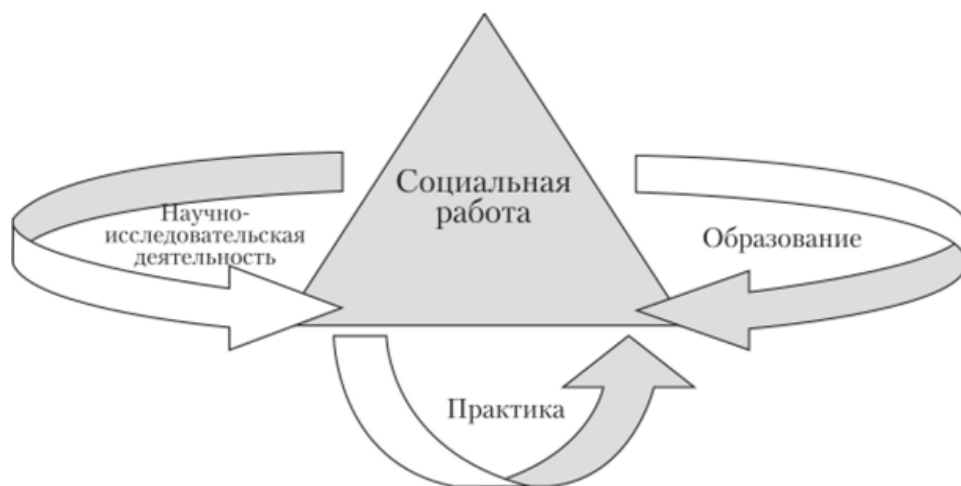 Социальная
работа
Научно-
исследовательская
деятельность
Образование
Практика